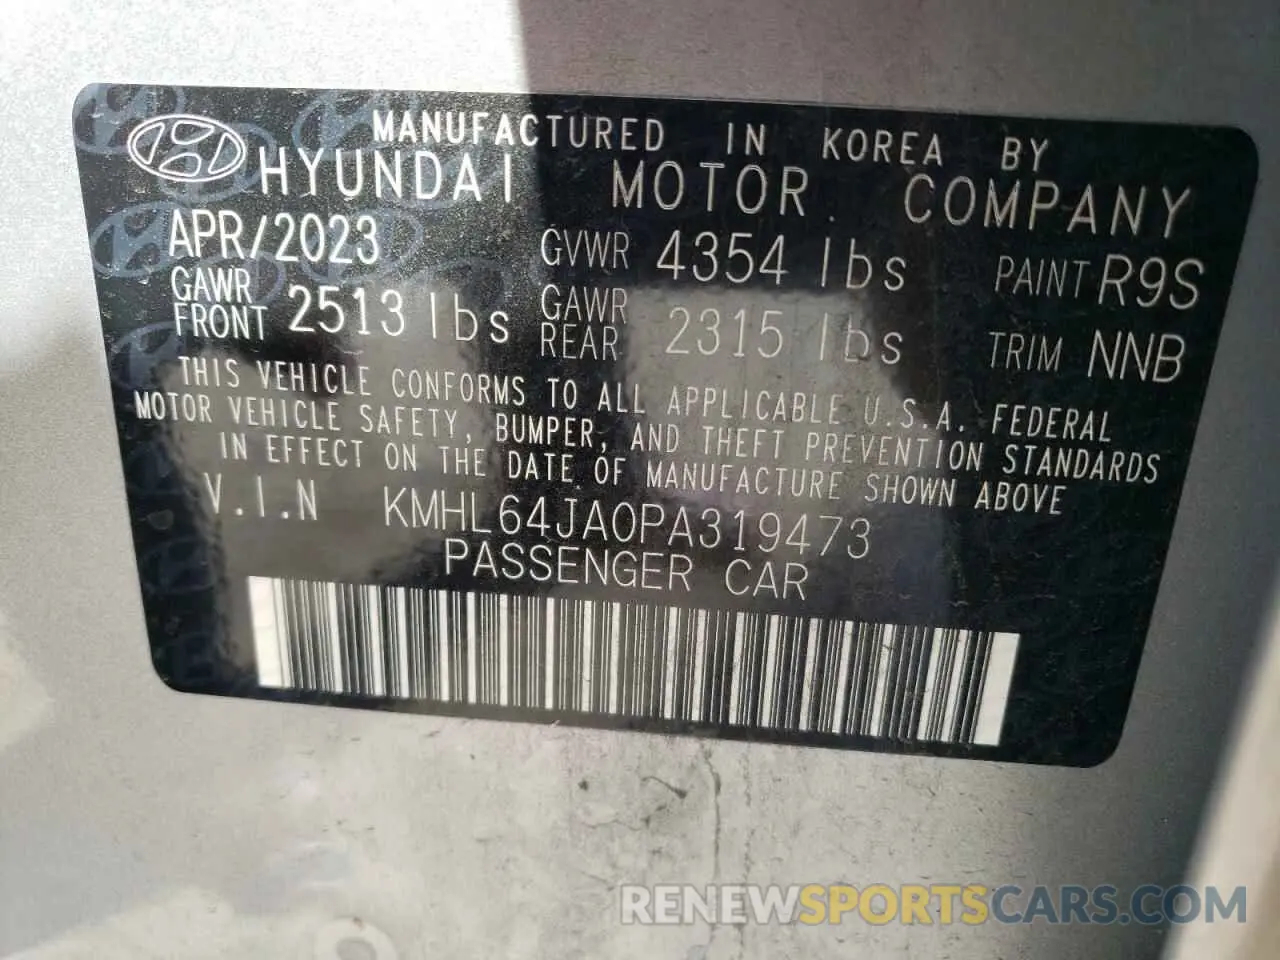 MANUFACTURED IN KOREA BY
HYUNDAI MOTOR COMPANY
APR/2023 GVWR 4354 lbs PAINT R9S
GAWR FRONT 2513 lbs GAWR REAR 2315 lbs TRIM NNB
THIS VEHICLE CONFORMS TO ALL APPLICABLE U.S.A. FEDERAL
MOTOR VEHICLE SAFETY, BUMPER, AND THEFT PREVENTION STANDARDS
IN EFFECT ON THE DATE OF MANUFACTURE SHOWN ABOVE
V.I.N KMHL64JA0PA319473
PASSENGER CAR
RENEWSPORTSCARS.COM